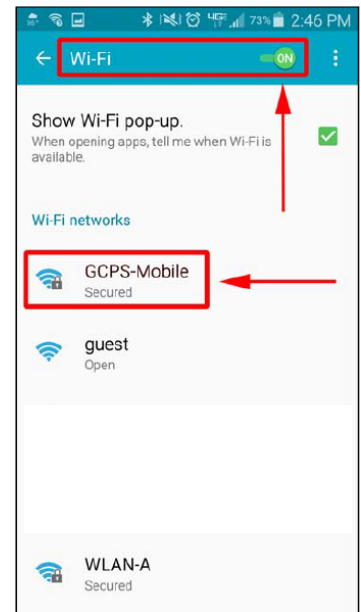 4G 73% 2:46 PM
Wi-Fi ON
Show Wi-Fi pop-up.
When opening apps, tell me when Wi-Fi is
available.
Wi-Fi networks
GCPS-Mobile
Secured
guest
Open
WLAN-A
Secured